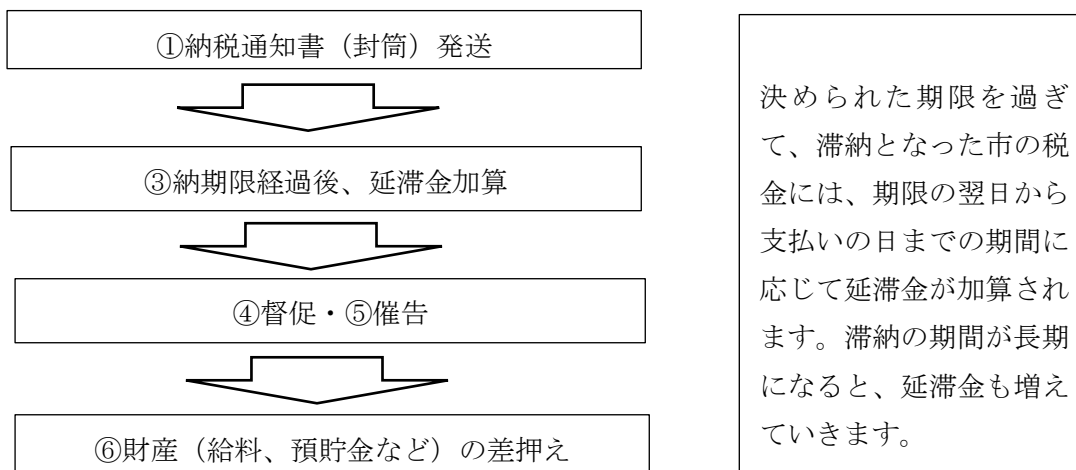 ①納税通知書（封筒）発送
③納期限経過後、延滞金加算
④督促・⑤催告
⑥財産（給料、預貯金など）の差押え
決められた期限を過ぎ
て、滞納となった市の税
金には、期限の翌日から
支払いの日までの期間に
応じて延滞金が加算され
ます。滞納の期間が長期
になると、延滞金も増え
ていきます。